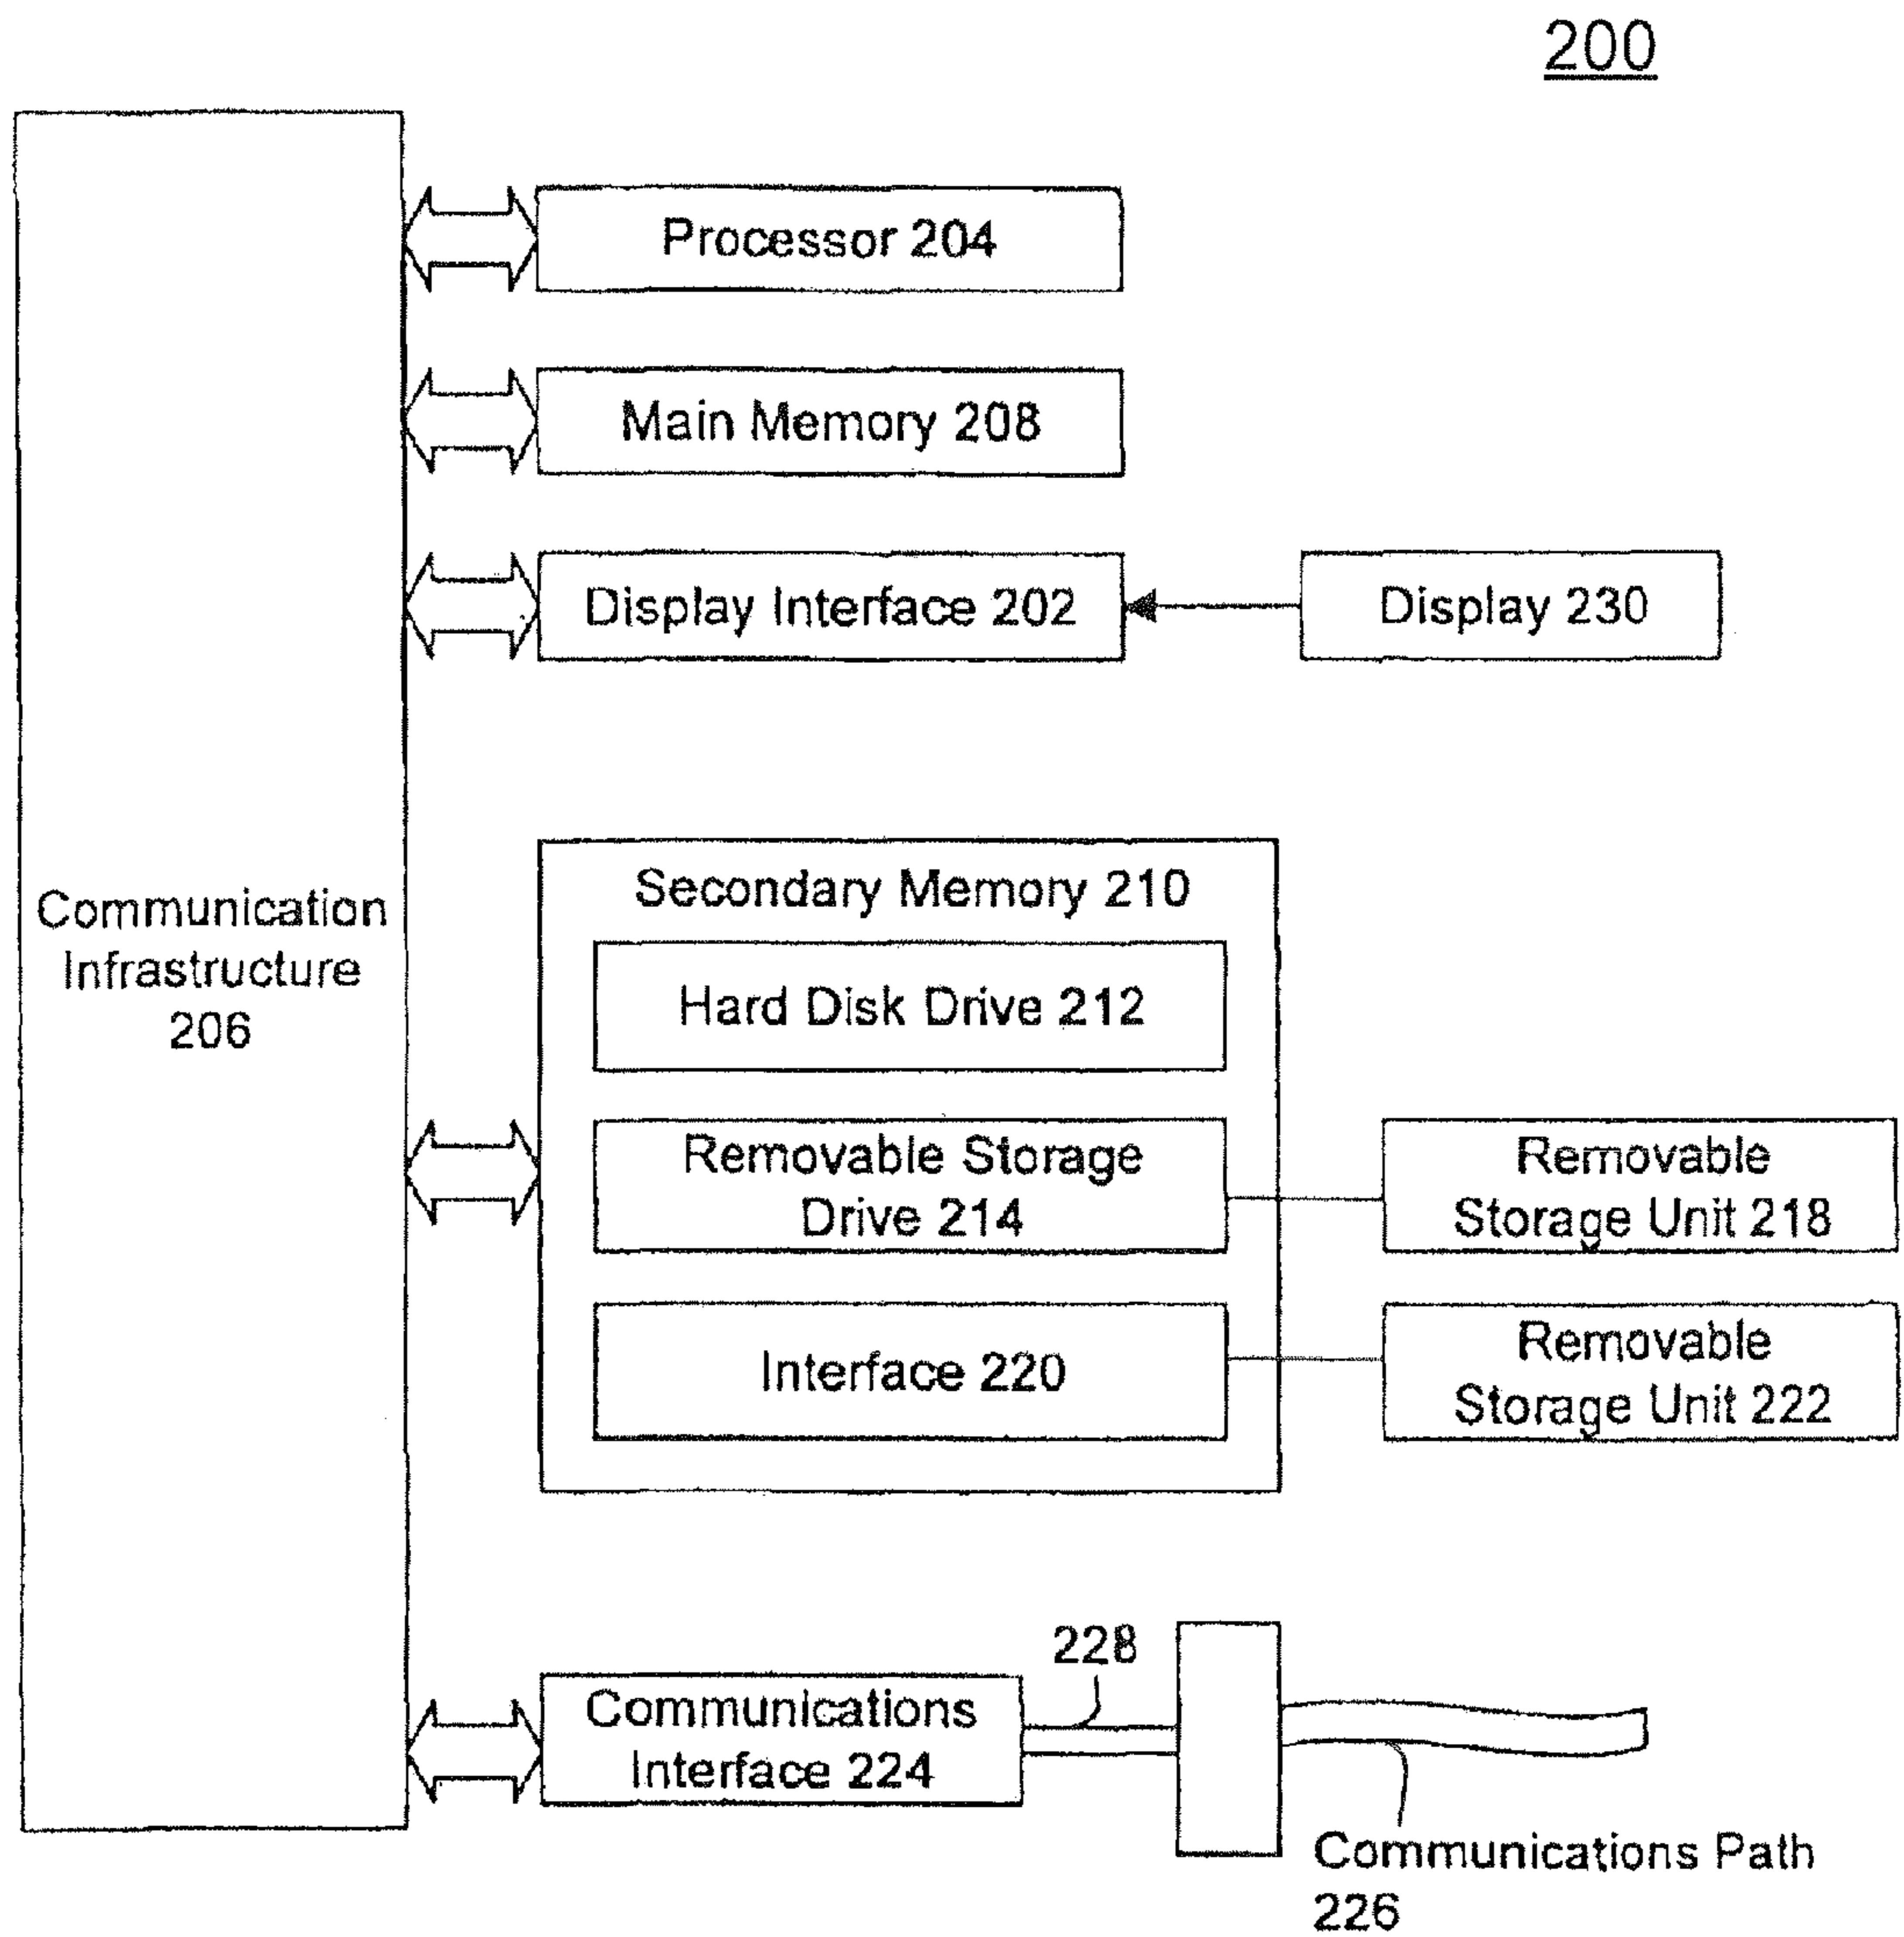 200
Processor 204
Main Memory 208
Display Interface 202
Display 230
Communication
Infrastructure
206
Secondary Memory 210
Hard Disk Drive 212
Removable Storage
Drive 214
Removable
Storage Unit 218
Interface 220
Removable
Storage Unit 222
228
Communications
Interface 224
Communications Path
226